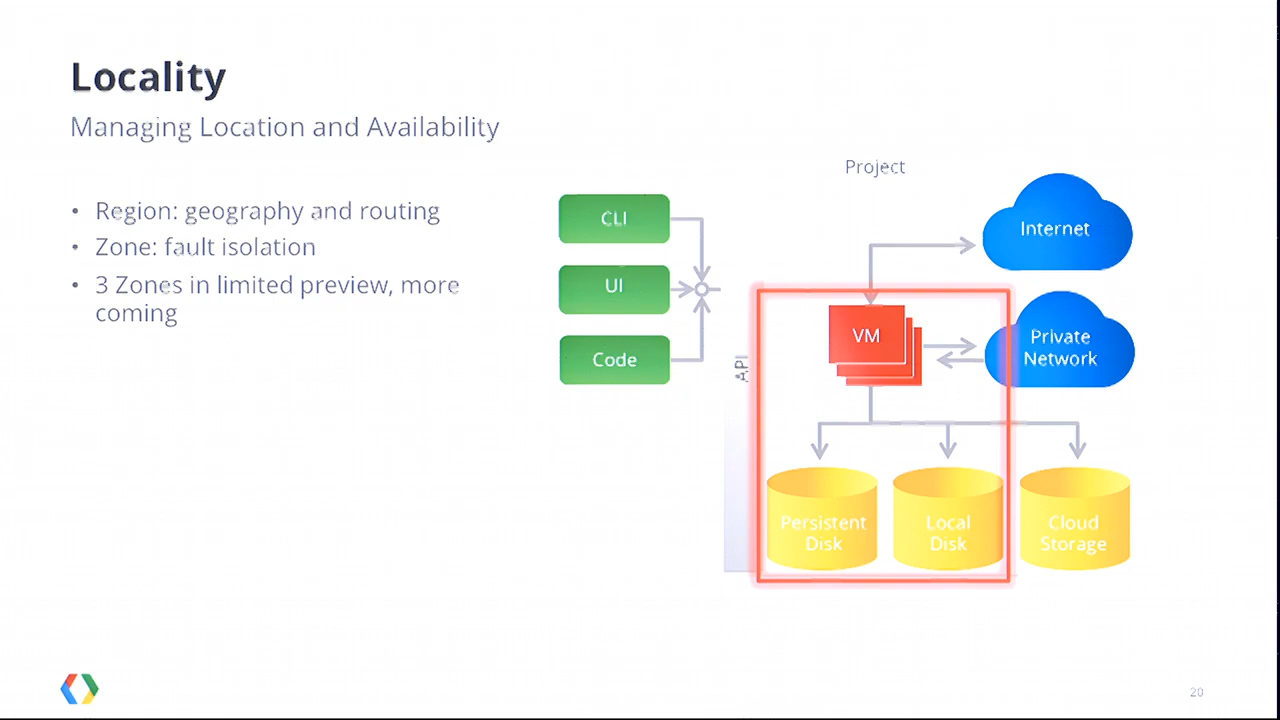 Locality
Managing Location and Availability
• Region: geography and routing
• Zone: fault isolation
• 3 Zones in limited preview, more
coming
Project
CLI
UI
Code
API
Internet
VM
Private
Network
Persistent
Disk
Local
Disk
Cloud
Storage
20